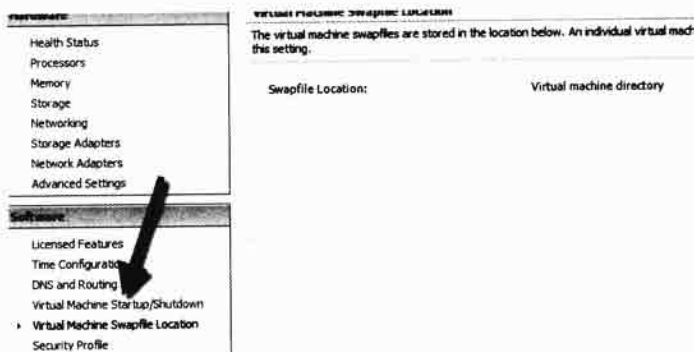 Hardware
Health Status
Processors
Memory
Storage
Networking
Storage Adapters
Network Adapters
Advanced Settings
Software
Licensed Features
Time Configuration
DNS and Routing
Virtual Machine Startup/Shutdown
Virtual Machine Swapfile Location
Security Profile
Virtual Machine Swapfile Location
The virtual machine swapfiles are stored in the location below. An individual virtual mach
this setting.
Swapfile Location: Virtual machine directory